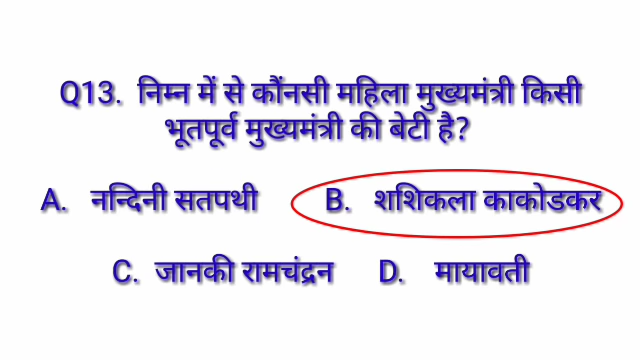 Q13. निम्न में से कौंनसी महिला मुख्यमंत्री किसी
भूतपूर्व मुख्यमंत्री की बेटी है?
A. नन्दिनी सतपथी B. शशिकला काकोडकर
C. जानकी रामचंद्रन D. मायावती